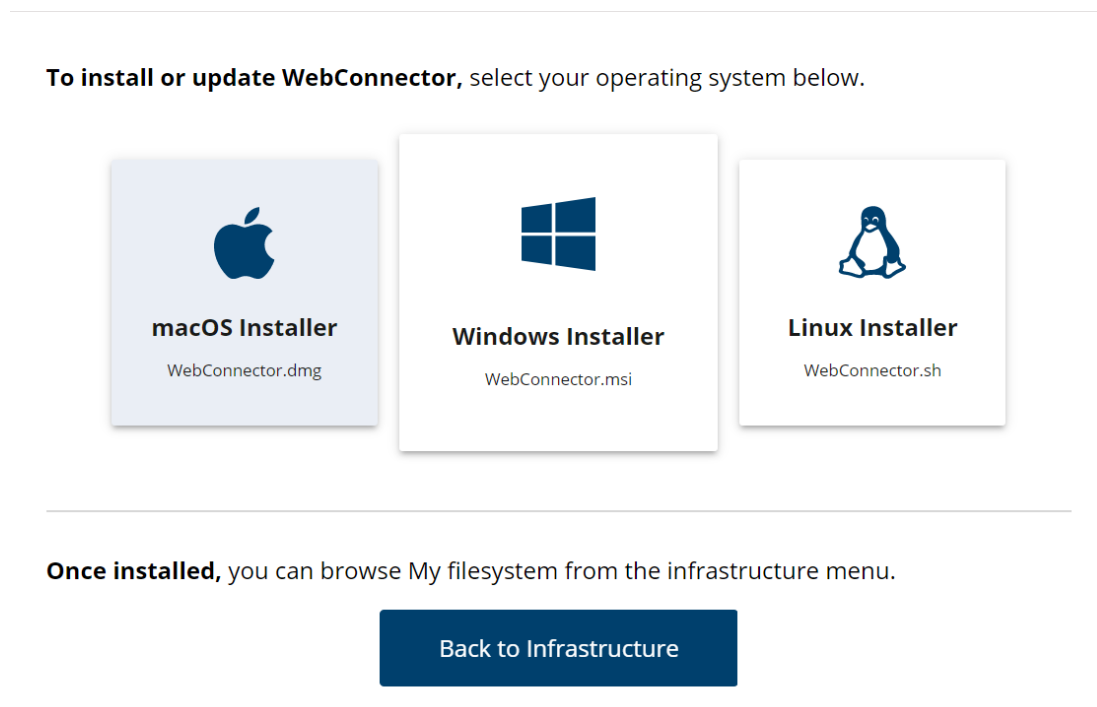 To install or update WebConnector, select your operating system below.
macOS Installer
WebConnector.dmg
Windows Installer
WebConnector.msi
Linux Installer
WebConnector.sh
Once installed, you can browse My filesystem from the infrastructure menu.
Back to Infrastructure